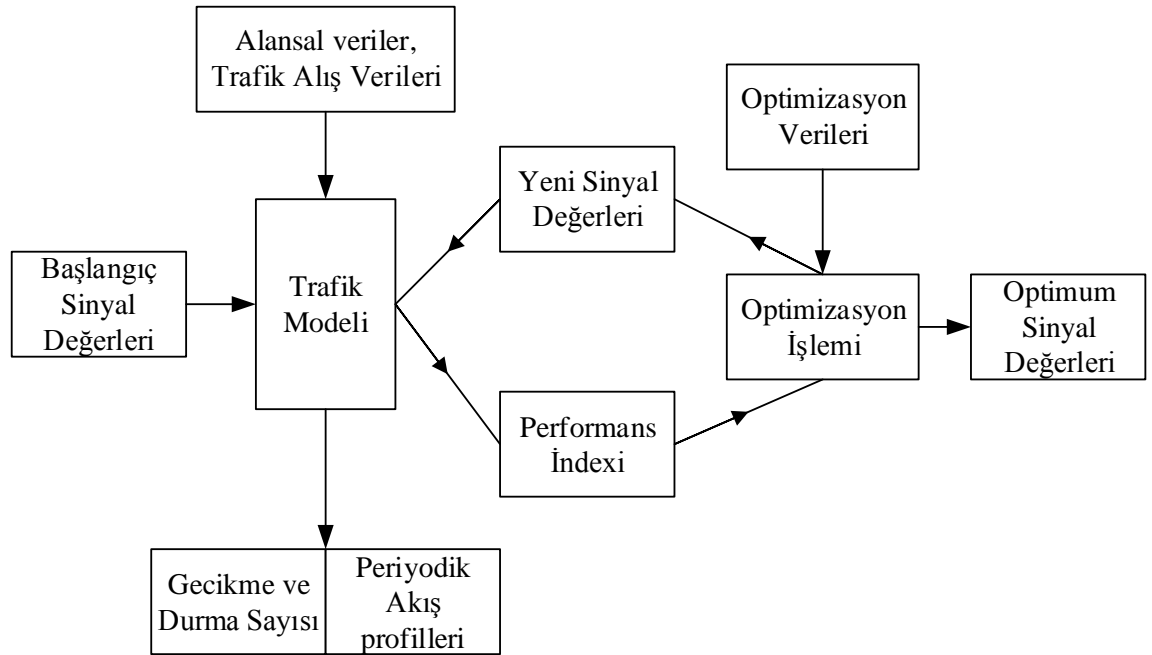 Alansal veriler,
Trafik Alış Verileri
Optimizasyon
Verileri
Yeni Sinyal
Değerleri
Başlangıç
Sinyal
Değerleri
Trafik
Modeli
Optimizasyon
İşlemi
Optimum
Sinyal
Değerleri
Performans
İndexi
Gecikme ve
Durma Sayısı
Periyodik
Akış
profilleri